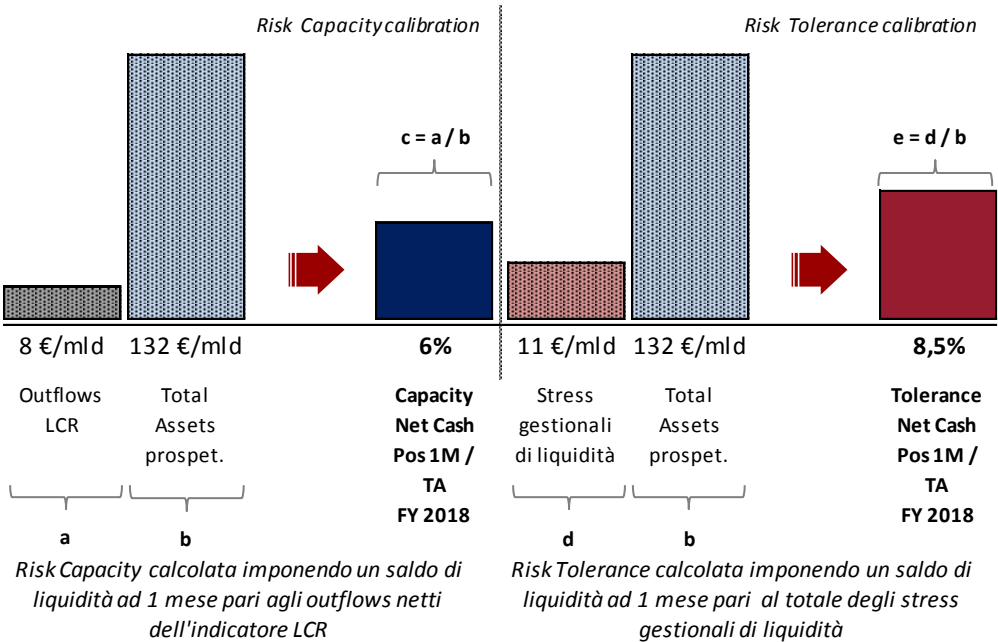 Risk Capacity calibration
c = a / b
8 €/mld 132 €/mld 6%
Outflows
LCR
Total
Assets
prospet.
Capacity
Net Cash
Pos 1M /
TA
FY 2018
a
b
Risk Capacity calcolata imponendo un saldo di
liquidità ad 1 mese pari agli outflows netti
dell'indicatore LCR
Risk Tolerance calibration
e = d / b
11 €/mld 132 €/mld 8,5%
Stress
gestionali
di liquidità
Total
Assets
prospet.
Tolerance
Net Cash
Pos 1M /
TA
FY 2018
d
b
Risk Tolerance calcolata imponendo un saldo di
liquidità ad 1 mese pari al totale degli stress
gestionali di liquidità